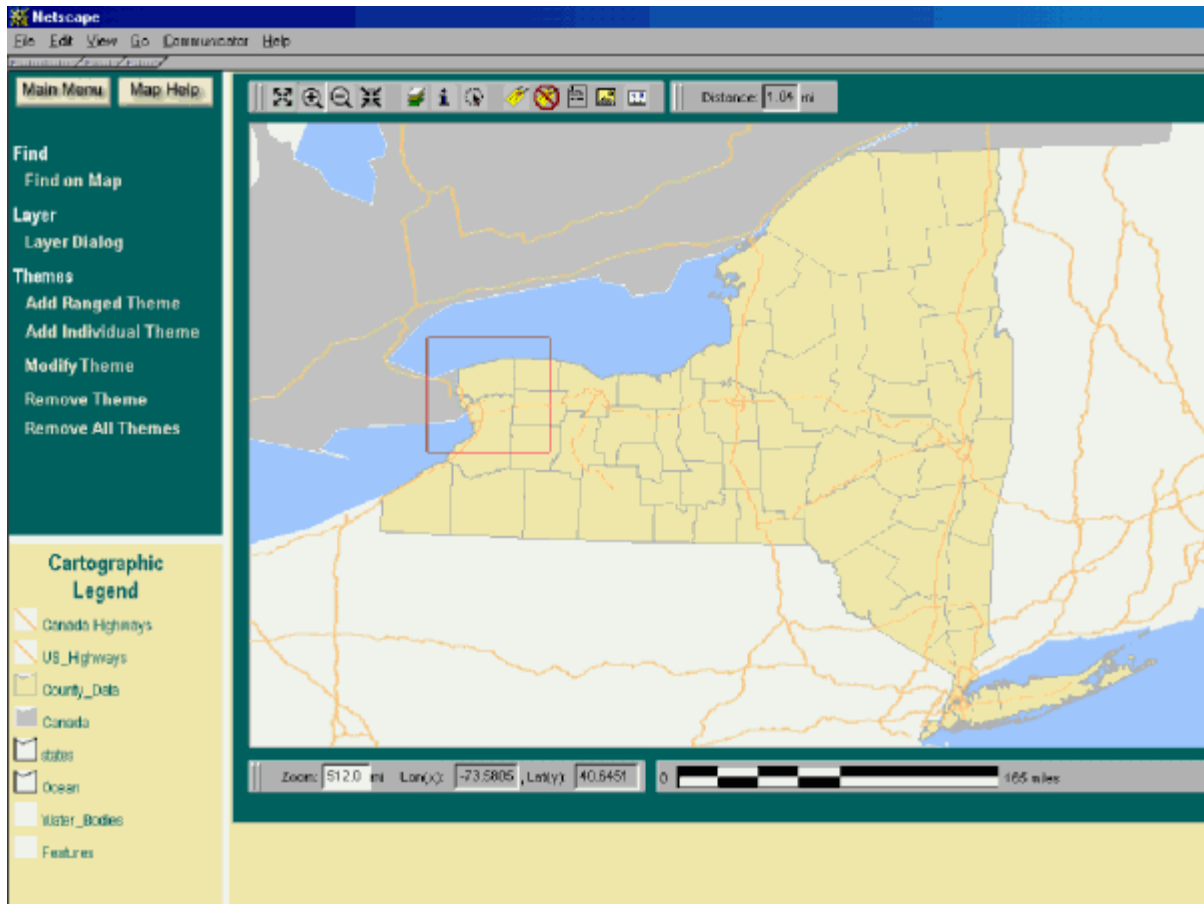 Netscape
File Edit View Go Communicator Help
Main Menu Map Help
Distance: 1.04 mi
Find
Find on Map
Layer
Layer Dialog
Themes
Add Ranged Theme
Add Individual Theme
Modify Theme
Remove Theme
Remove All Themes
Cartographic
Legend
Canada Highways
US_Highways
County_Data
Canada
states
Ocean
Water_Bodies
Features
Zoom: 512.0 mi Lon(x): -73.5805 , Lat(y): 40.6451 0 165 miles